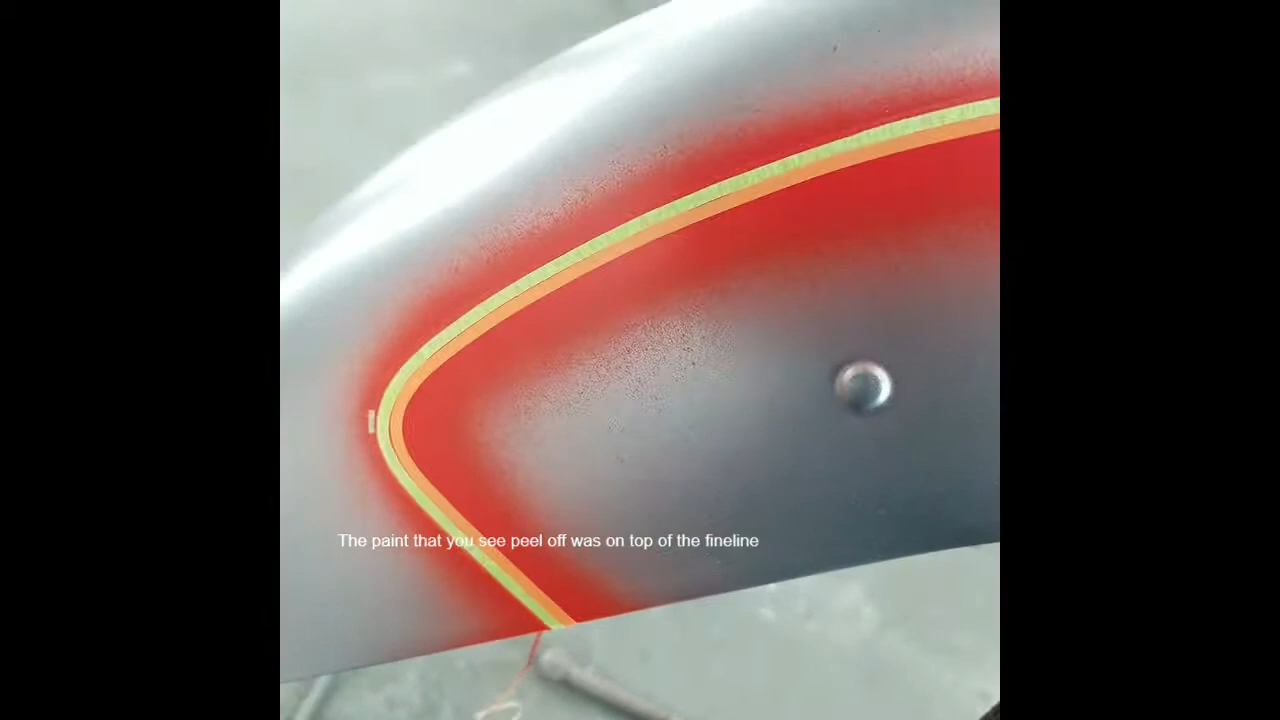 The paint that you see peel off was on top of the fineline